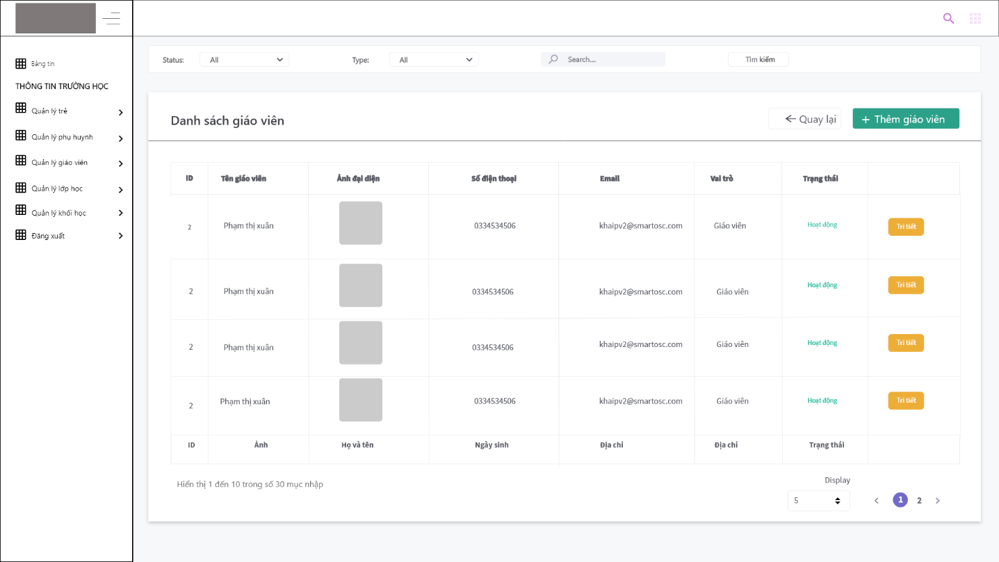 Bảng tin
THÔNG TIN TRƯỜNG HỌC
Quản lý trẻ
Quản lý phụ huynh
Quản lý giáo viên
Quản lý lớp học
Quản lý khối học
Đăng xuất
Status: All Type: All Search.... Tìm kiếm
Danh sách giáo viên Quay lại + Thêm giáo viên
ID Tên giáo viên Ảnh đại diện Số điện thoại Email Vai trò Trạng thái
2 Phạm thị xuân 0334534506 khaipv2@smartosc.com Giáo viên Hoạt động Tri tiết
2 Phạm thị xuân 0334534506 khaipv2@smartosc.com Giáo viên Hoạt động Tri tiết
2 Phạm thị xuân 0334534506 khaipv2@smartosc.com Giáo viên Hoạt động Tri tiết
2 Phạm thị xuân 0334534506 khaipv2@smartosc.com Giáo viên Hoạt động Tri tiết
ID Ảnh Họ và tên Ngày sinh Địa chỉ Địa chỉ Trạng thái
Hiển thị 1 đến 10 trong số 30 mục nhập
Display
5 1 2